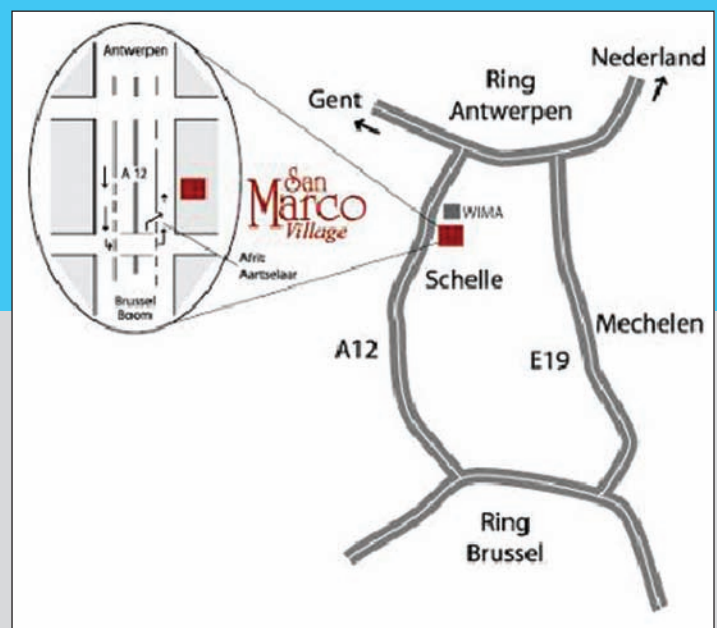 Antwerpen
A 12
Afrit
Aartselaar
Brussel
Boom
San
Marco
Village
Gent
Ring
Antwerpen
Nederland
WIMA
Schelle
A12
E19
Mechelen
Ring
Brussel